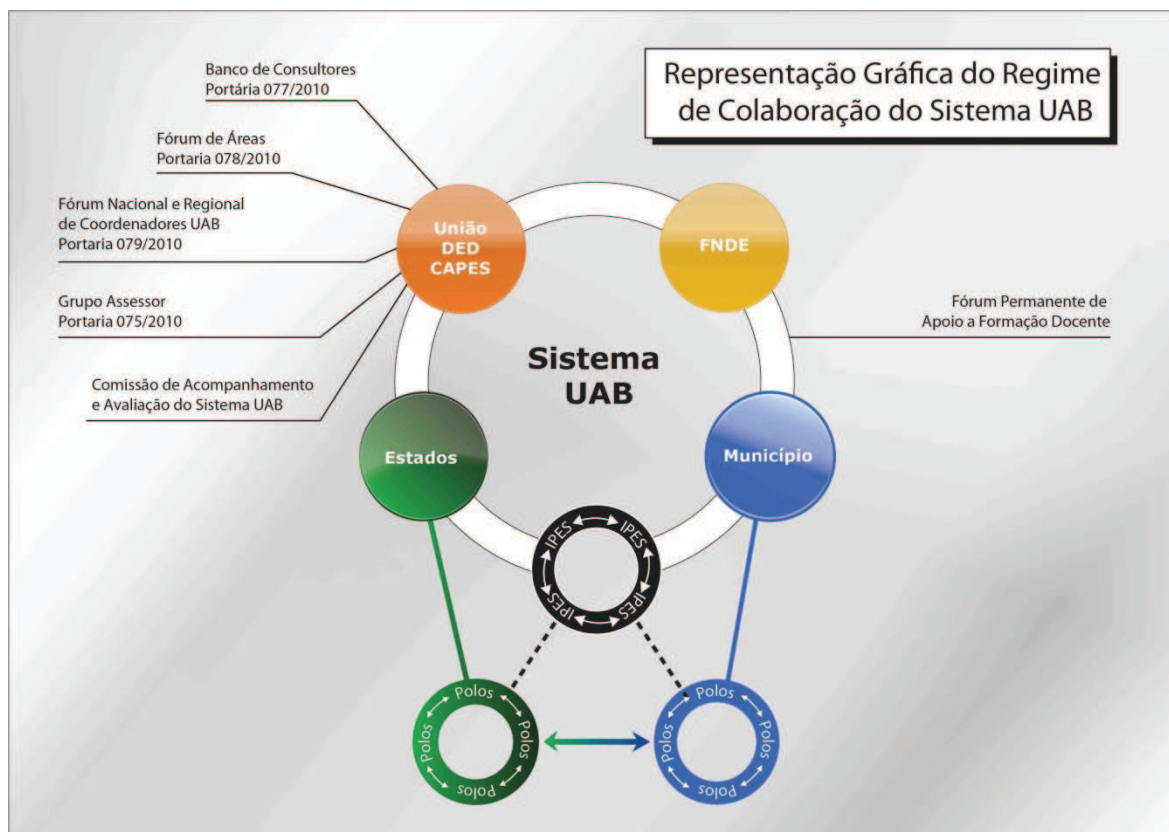 Representação Gráfica do Regime
de Colaboração do Sistema UAB
Banco de Consultores
Portária 077/2010
Fórum de Áreas
Portaria 078/2010
Fórum Nacional e Regional
de Coordenadores UAB
Portaria 079/2010
Grupo Assessor
Portaria 075/2010
Comissão de Acompanhamento
e Avaliação do Sistema UAB
União
DED
CAPES
FNDE
Fórum Permanente de
Apoio a Formação Docente
Sistema
UAB
Estados
Município
IPES
IPES
IPES
IPES
Polos
Polos
Polos
Polos
Polos
Polos
Polos
Polos